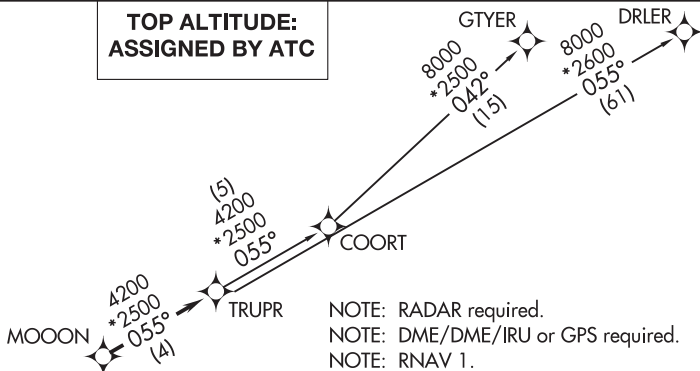 TOP ALTITUDE:
ASSIGNED BY ATC
GTYER
8000
*2500
042°
(15)
DRLER
8000
*2600
055°
(61)
(5)
4200
*2500
055°
COORT
4200
*2500
055°
(4)
TRUPR
MOOON
NOTE: RADAR required.
NOTE: DME/DME/IRU or GPS required.
NOTE: RNAV 1.